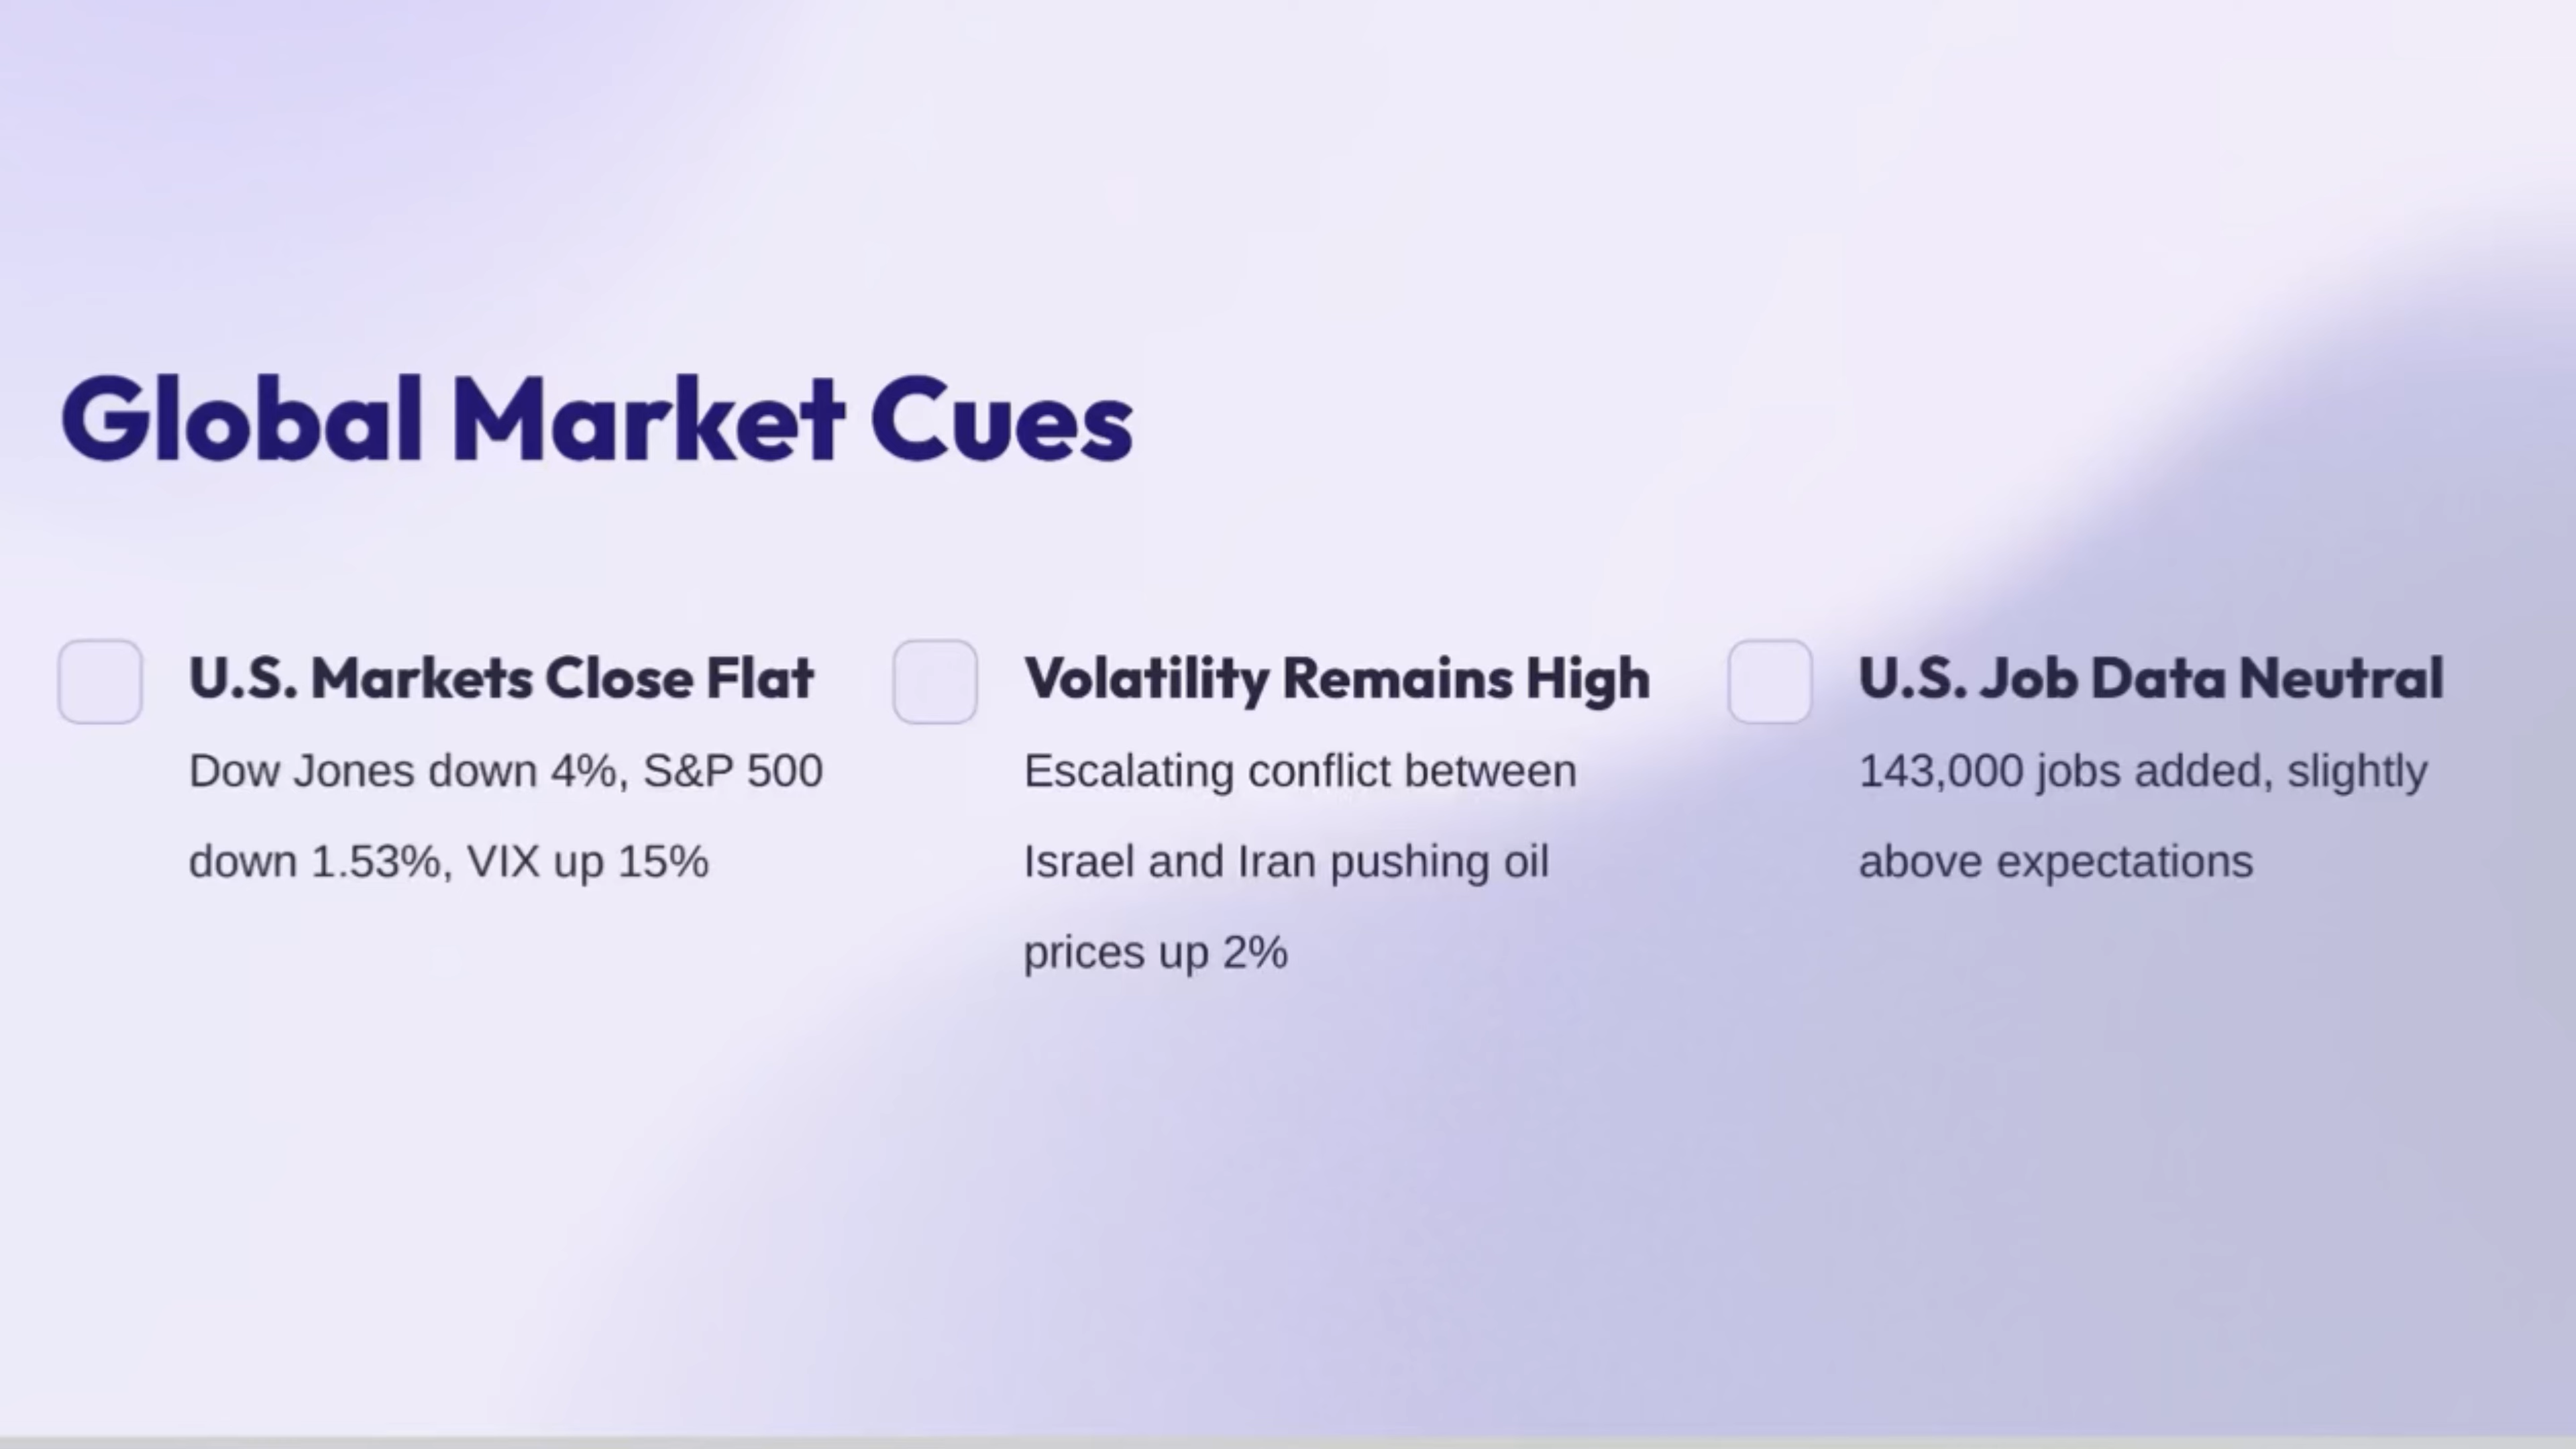 Global Market Cues
U.S. Markets Close Flat
Dow Jones down 4%, S&P 500
down 1.53%, VIX up 15%
Volatility Remains High
Escalating conflict between
Israel and Iran pushing oil
prices up 2%
U.S. Job Data Neutral
143,000 jobs added, slightly
above expectations